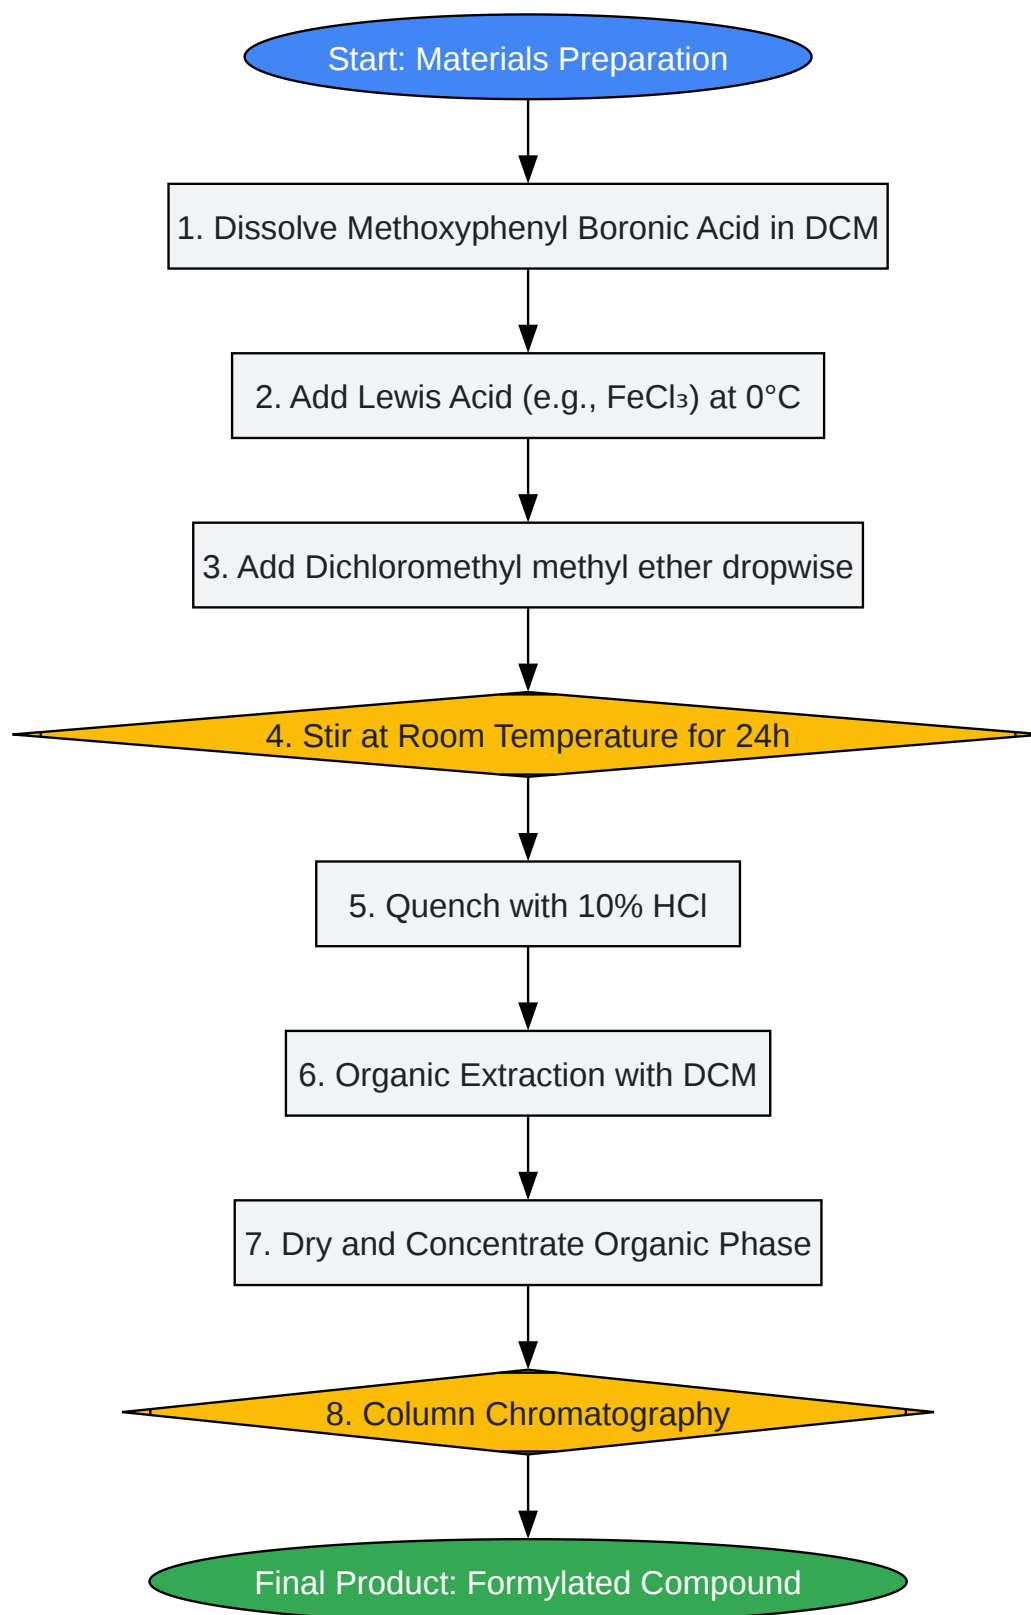 Start: Materials Preparation
1. Dissolve Methoxyphenyl Boronic Acid in DCM
2. Add Lewis Acid (e.g., FeCl₃) at 0°C
3. Add Dichloromethyl methyl ether dropwise
4. Stir at Room Temperature for 24h
5. Quench with 10% HCl
6. Organic Extraction with DCM
7. Dry and Concentrate Organic Phase
8. Column Chromatography
Final Product: Formylated Compound